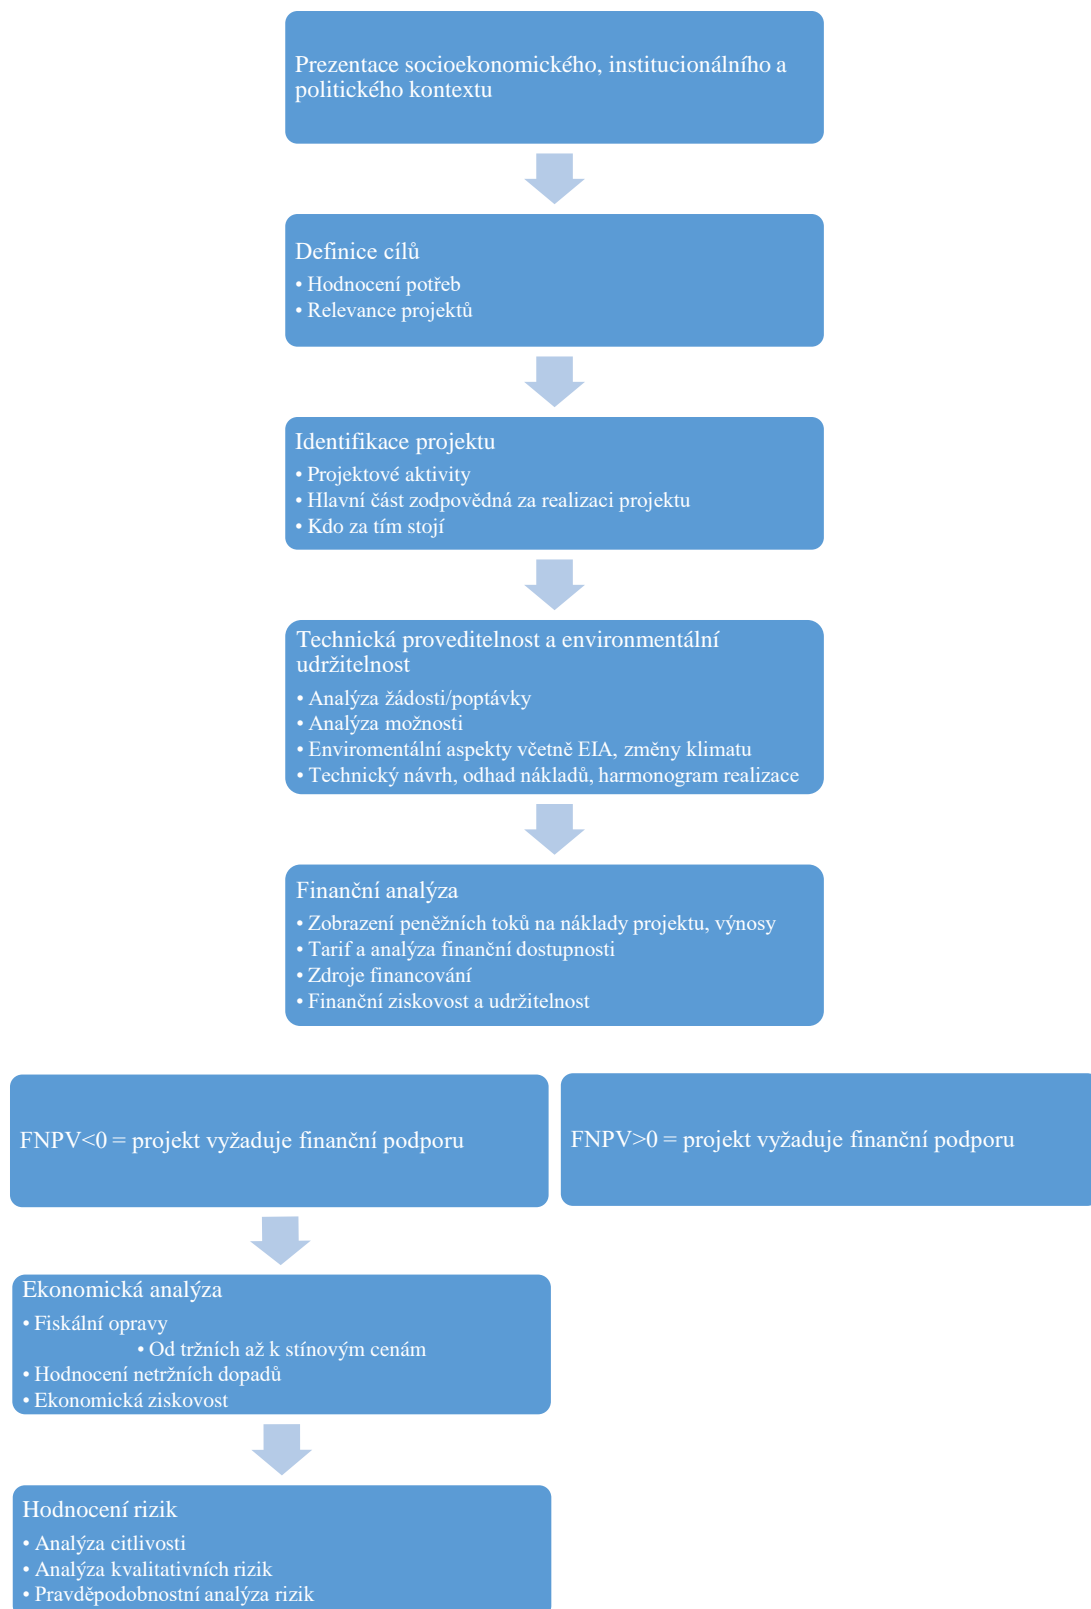 Prezentace socioekonomického, institucionálního a
politického kontextu
Definice cílů
• Hodnocení potřeb
• Relevance projektů
Identifikace projektu
• Projektové aktivity
• Hlavní část zodpovědná za realizaci projektu
• Kdo za tím stojí
Technická proveditelnost a environmentální
udržitelnost
• Analýza žádosti/poptávky
• Analýza možnosti
• Enviromentální aspekty včetně EIA, změny klimatu
• Technický návrh, odhad nákladů, harmonogram realizace
Finanční analýza
• Zobrazení peněžních toků na náklady projektu, výnosy
• Tarif a analýza finanční dostupnosti
• Zdroje financování
• Finanční ziskovost a udržitelnost
FNPV<0 = projekt vyžaduje finanční podporu
FNPV>0 = projekt vyžaduje finanční podporu
Ekonomická analýza
• Fiskální opravy
• Od tržních až k stínovým cenám
• Hodnocení netržních dopadů
• Ekonomická ziskovost
Hodnocení rizik
• Analýza citlivosti
• Analýza kvalitativních rizik
• Pravděpodobnostní analýza rizik